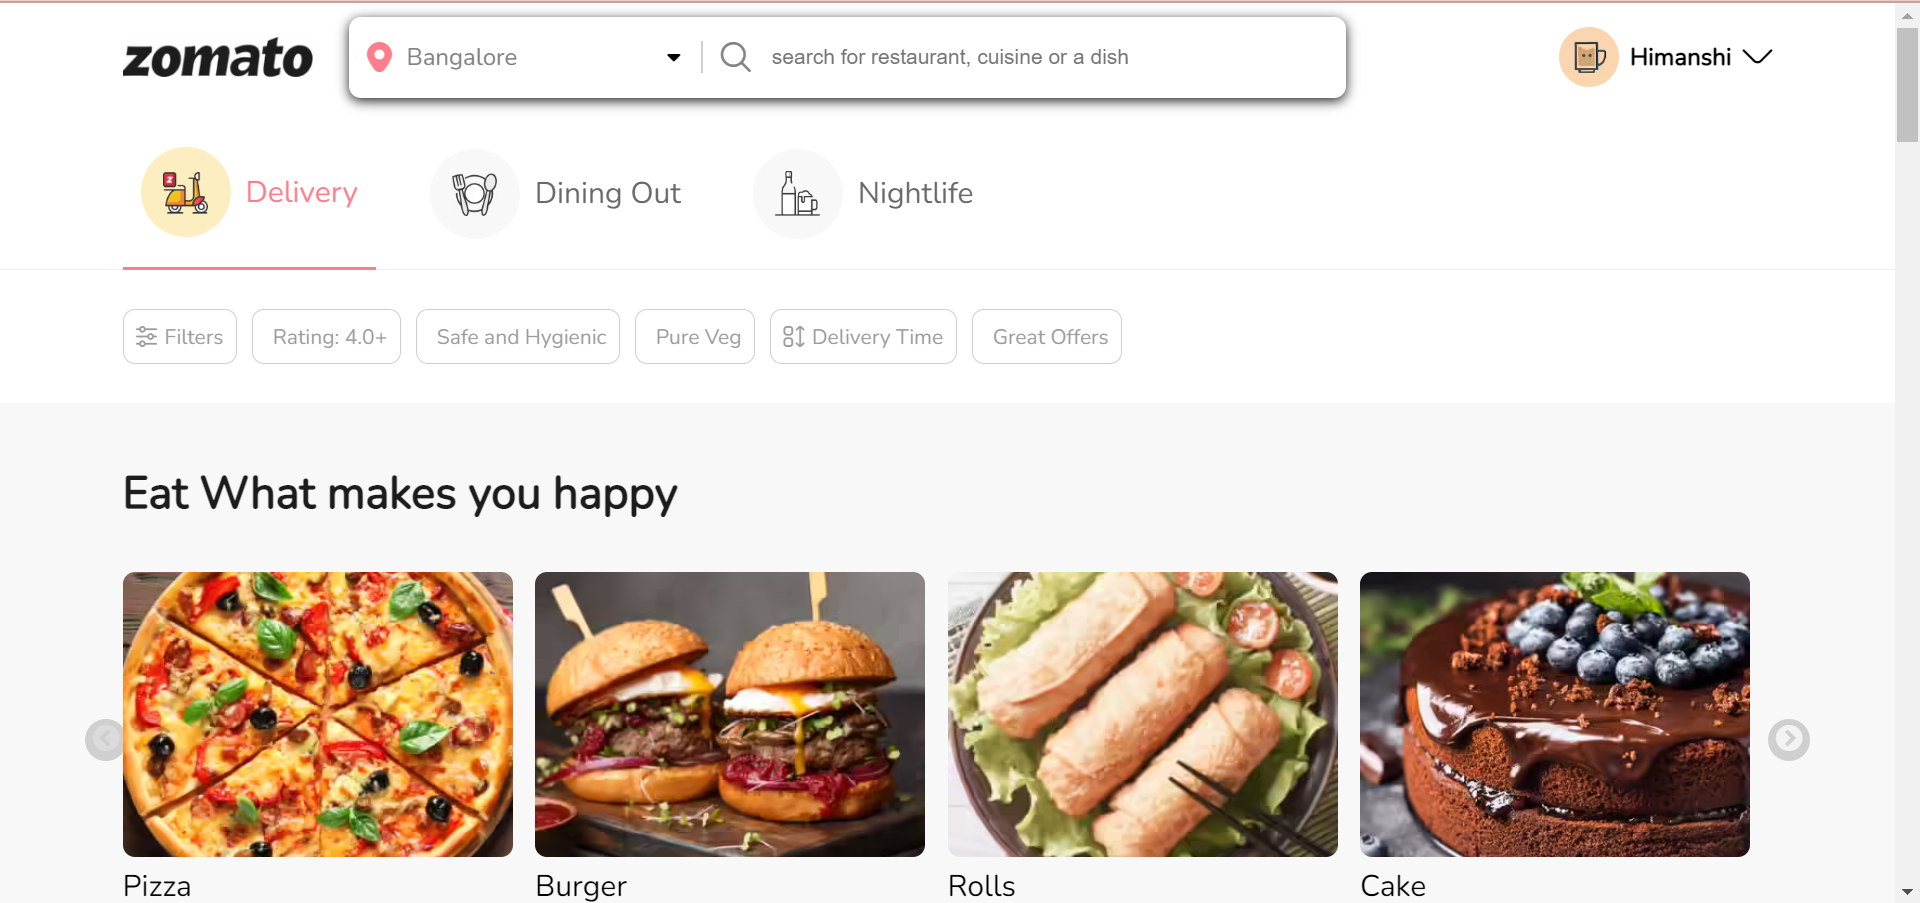 zomato
Bangalore
search for restaurant, cuisine or a dish
Himanshi
Delivery
Dining Out
Nightlife
Filters
Rating: 4.0+
Safe and Hygienic
Pure Veg
Delivery Time
Great Offers
Eat What makes you happy
Pizza
Burger
Rolls
Cake